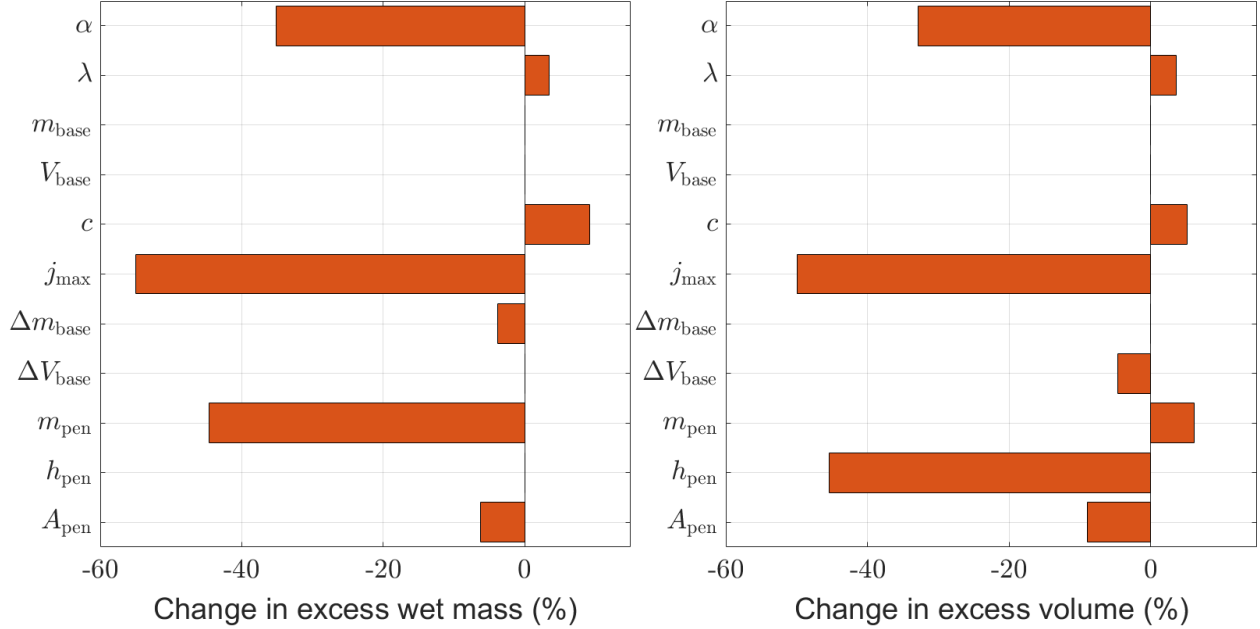 α
λ
m_base
V_base
c
j_max
Δm_base
ΔV_base
m_pen
h_pen
A_pen
-60 -40 -20 0
Change in excess wet mass (%)
α
λ
m_base
V_base
c
j_max
Δm_base
ΔV_base
m_pen
h_pen
A_pen
-60 -40 -20 0
Change in excess volume (%)